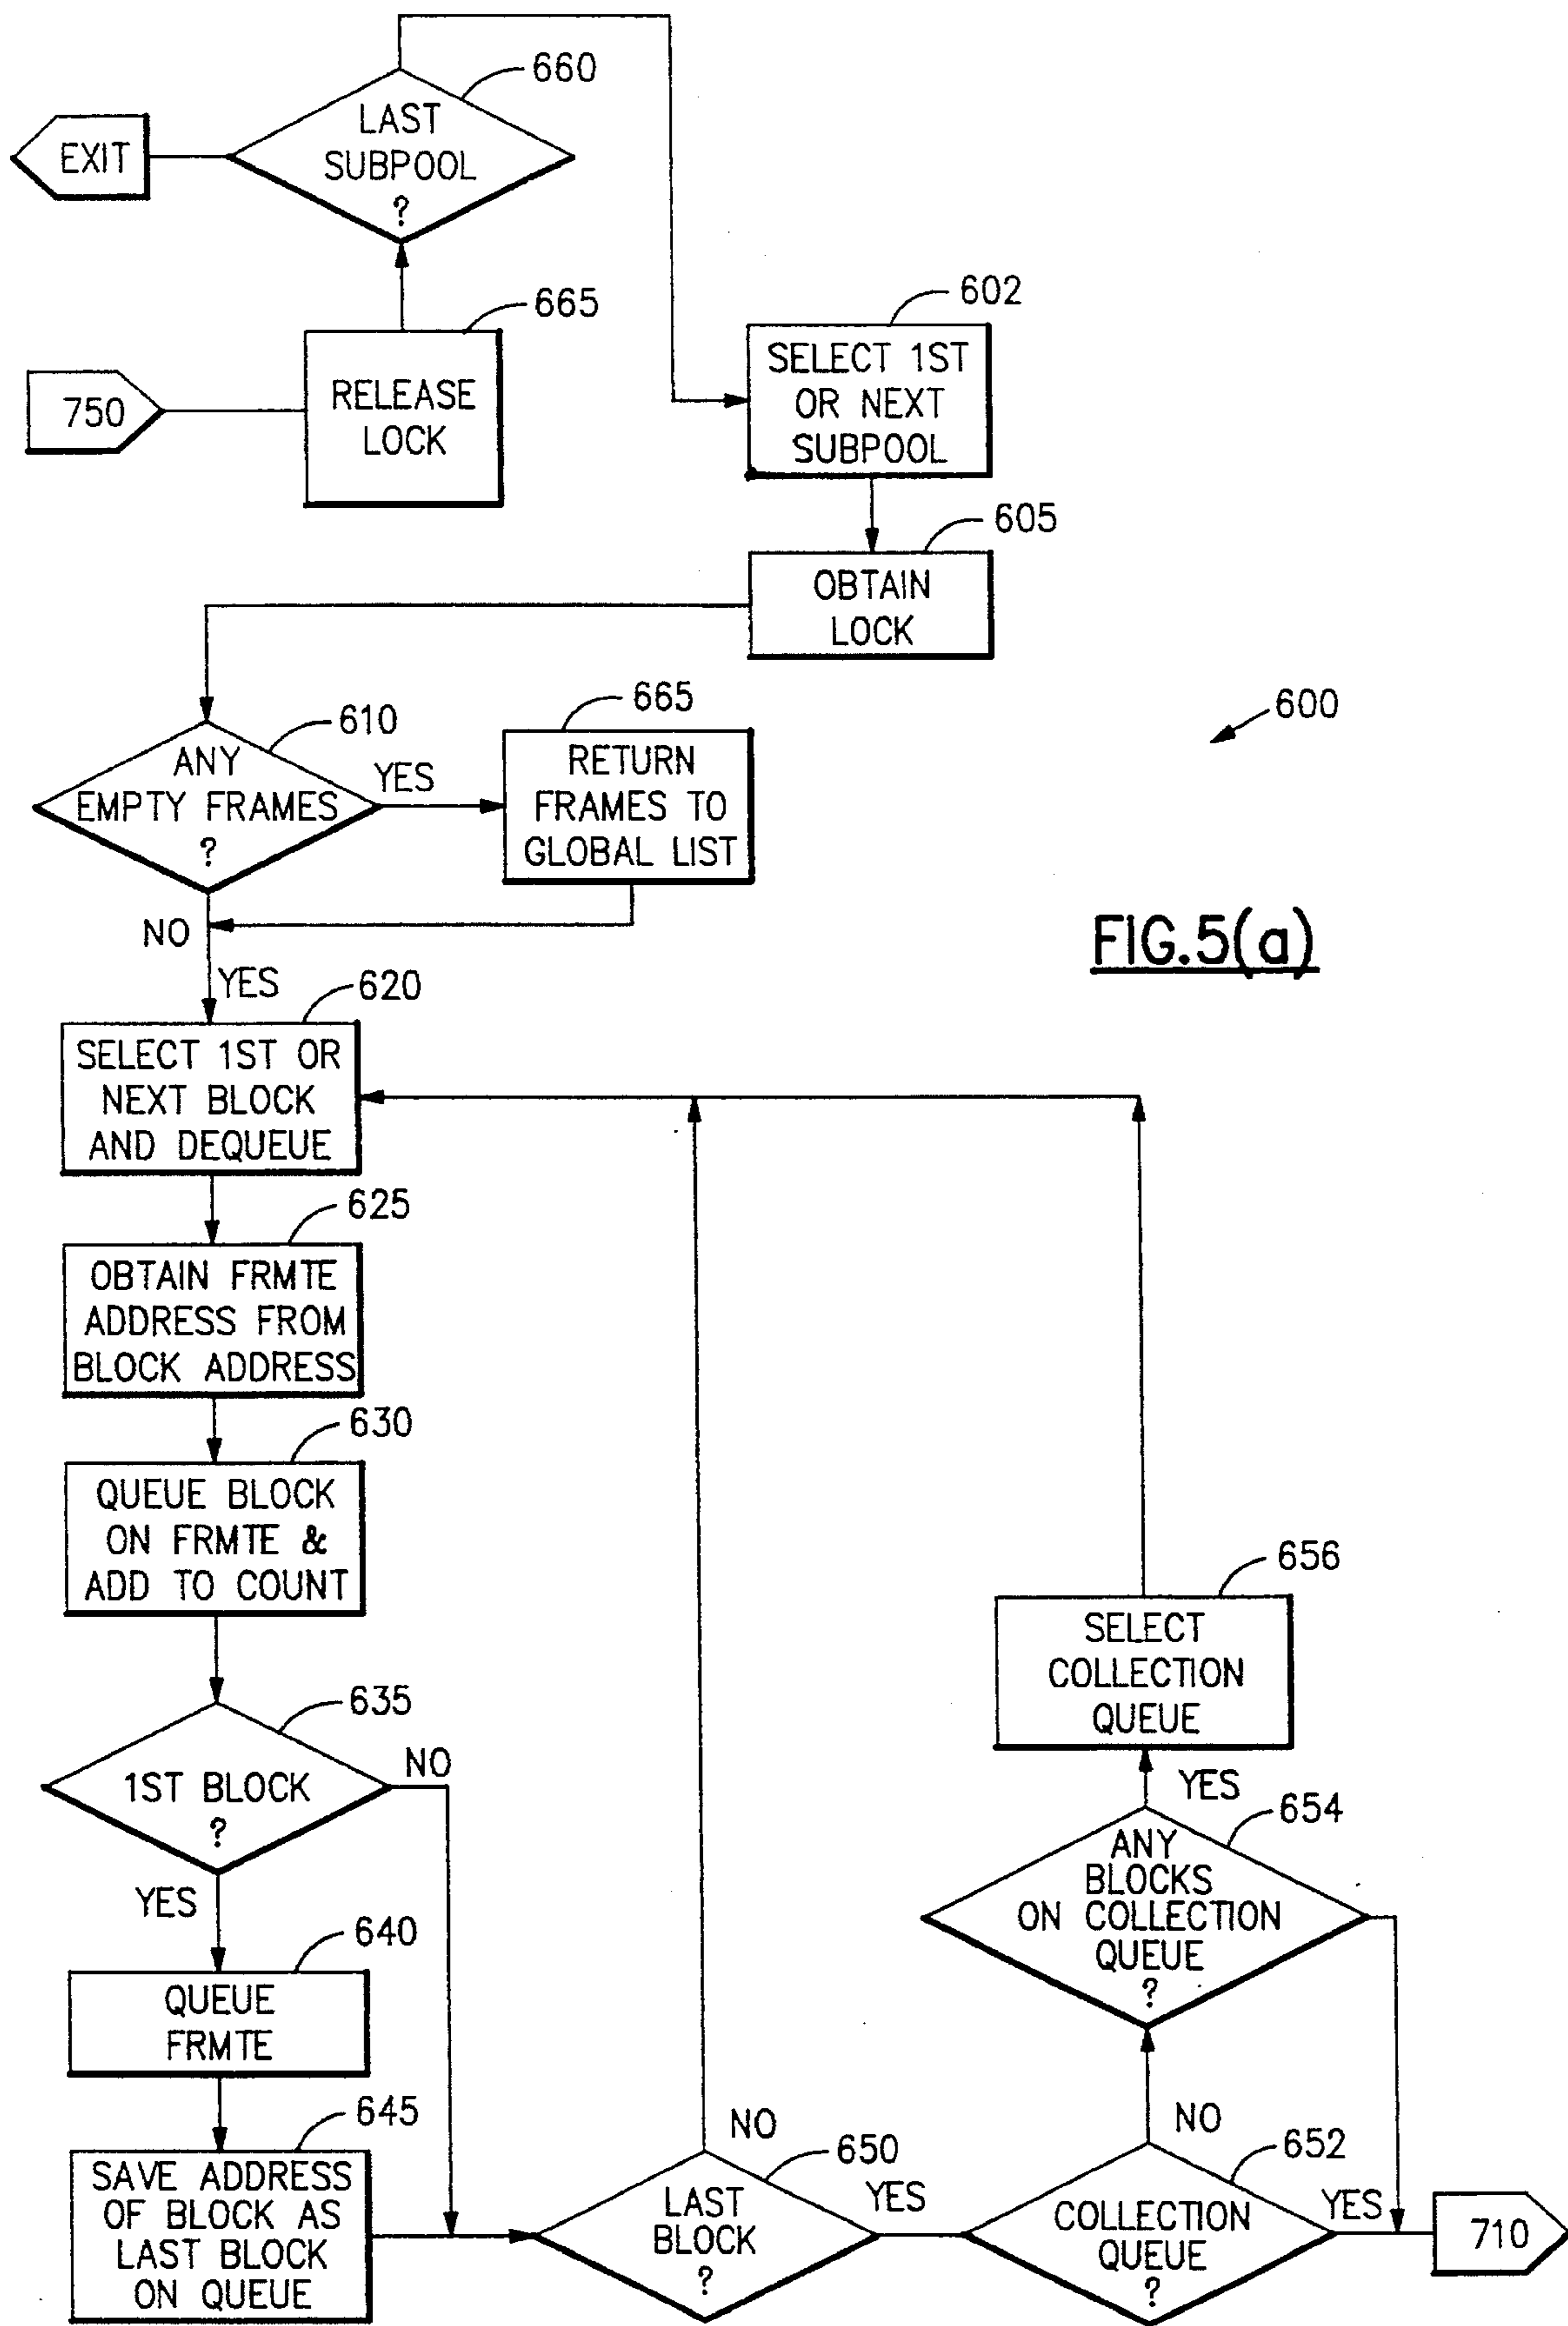 660
LAST
SUBPOOL
?
EXIT
665
RELEASE
LOCK
750
602
SELECT 1ST
OR NEXT
SUBPOOL
605
OBTAIN
LOCK
600
610
ANY
EMPTY FRAMES
?
YES
665
RETURN
FRAMES TO
GLOBAL LIST
NO
YES
FIG.5(a)
620
SELECT 1ST OR
NEXT BLOCK
AND DEQUEUE
625
OBTAIN FRMTE
ADDRESS FROM
BLOCK ADDRESS
630
QUEUE BLOCK
ON FRMTE &
ADD TO COUNT
635
1ST BLOCK
?
NO
YES
640
QUEUE
FRMTE
645
SAVE ADDRESS
OF BLOCK AS
LAST BLOCK
ON QUEUE
650
LAST
BLOCK
?
NO
YES
652
COLLECTION
QUEUE
?
NO
YES
654
ANY
BLOCKS
ON COLLECTION
QUEUE
?
YES
656
SELECT
COLLECTION
QUEUE
710